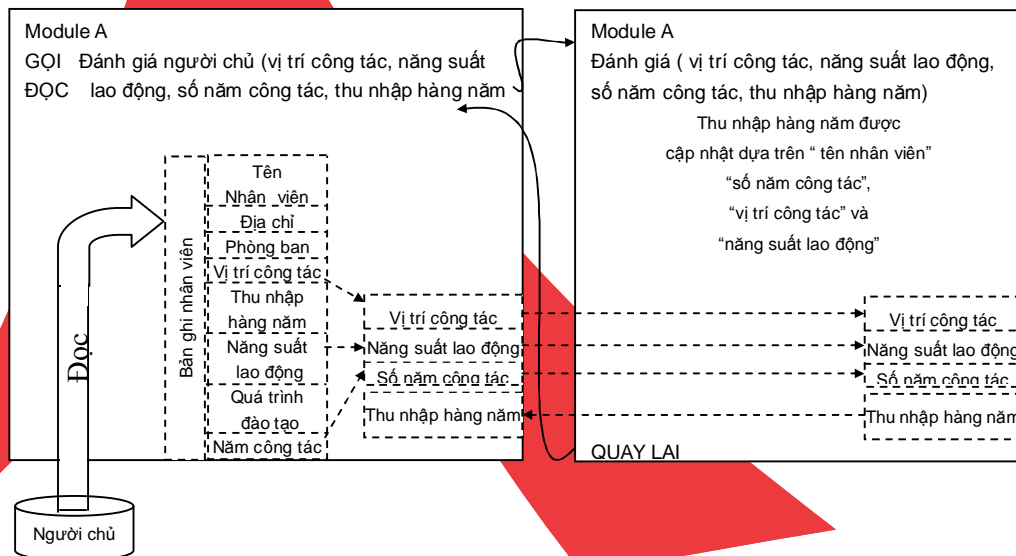 Module A
GỌI Đánh giá người chủ (vị trí công tác, năng suất
ĐỌC lao động, số năm công tác, thu nhập hàng năm
Bản ghi nhân viên
Tên
Nhân viên
Địa chỉ
Phòng ban
Vị trí công tác
Thu nhập
hàng năm
Năng suất
lao động
Quá trình
đào tạo
Năm công tác
Vị trí công tác
Năng suất lao động
Số năm công tác
Thu nhập hàng năm
Đọc
Người chủ
Module A
Đánh giá ( vị trí công tác, năng suất lao động,
số năm công tác, thu nhập hàng năm)
Thu nhập hàng năm được
cập nhật dựa trên “ tên nhân viên”
“số năm công tác”,
“vị trí công tác” và
“năng suất lao động”
Vị trí công tác
Năng suất lao động
Số năm công tác
Thu nhập hàng năm
QUAY LAI